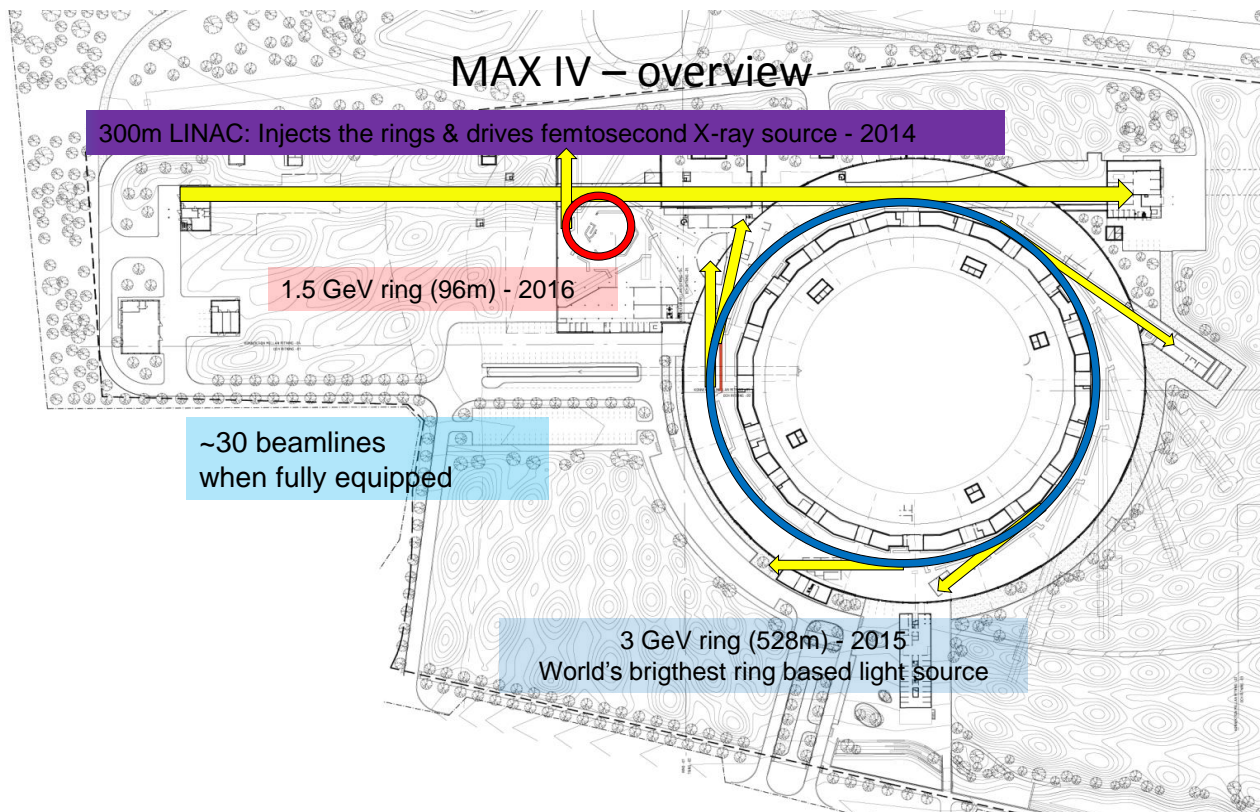 MAX IV – overview
300m LINAC: Injects the rings & drives femtosecond X-ray source - 2014
1.5 GeV ring (96m) - 2016
~30 beamlines
when fully equipped
3 GeV ring (528m) - 2015
World's brigthest ring based light source